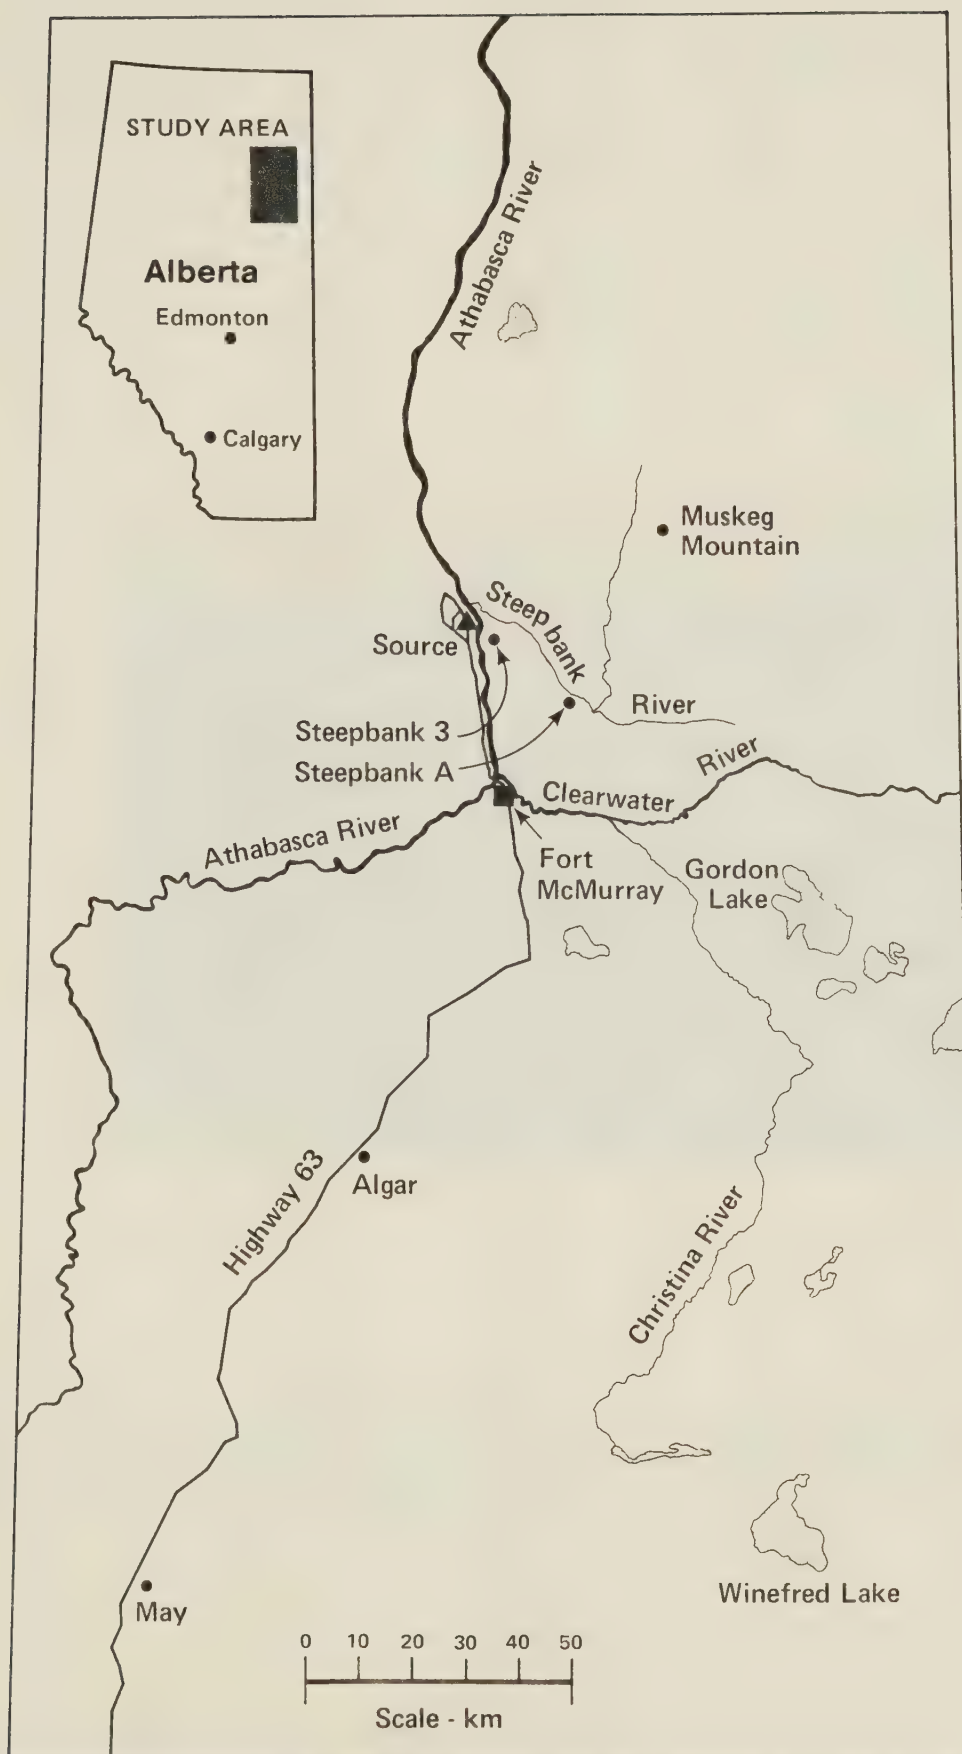 STUDY AREA
Alberta
Edmonton
Calgary
Athabasca River
Muskeg
Mountain
Steepbank
River
Source
Steepbank 3
Steepbank A
Clearwater
River
Athabasca River
Fort
McMurray
Gordon
Lake
Highway 63
Algar
Christina River
Winefred Lake
May
0 10 20 30 40 50
Scale - km